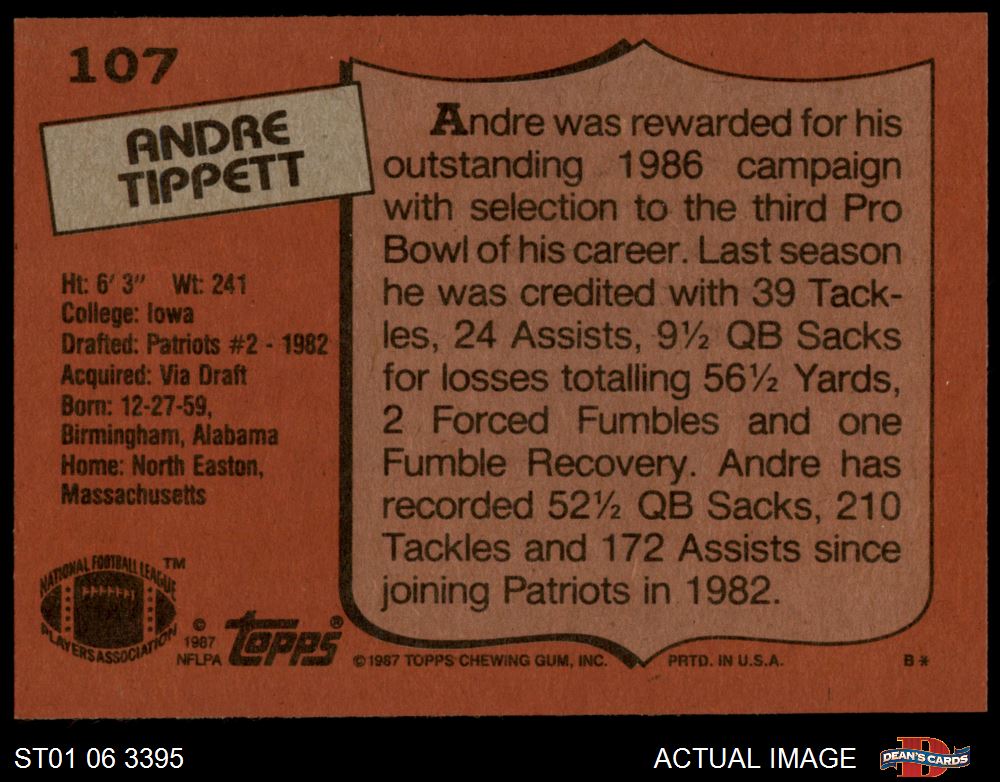 107
ANDRE
TIPPETT
Ht: 6' 3" Wt: 241
College: Iowa
Drafted: Patriots #2 - 1982
Acquired: Via Draft
Born: 12-27-59,
Birmingham, Alabama
Home: North Easton,
Massachusetts
NATIONAL FOOTBALL LEAGUE
PLAYERS ASSOCIATION
™
©
1987
NFLPA
Topps®
Andre was rewarded for his
outstanding 1986 campaign
with selection to the third Pro
Bowl of his career. Last season
he was credited with 39 Tack-
les, 24 Assists, 9½ QB Sacks
for losses totalling 56½ Yards,
2 Forced Fumbles and one
Fumble Recovery. Andre has
recorded 52½ QB Sacks, 210
Tackles and 172 Assists since
joining Patriots in 1982.
©1987 TOPPS CHEWING GUM, INC. PRTD. IN U.S.A. B*
ST01 06 3395
ACTUAL IMAGE
D
DEAN'S CARDS